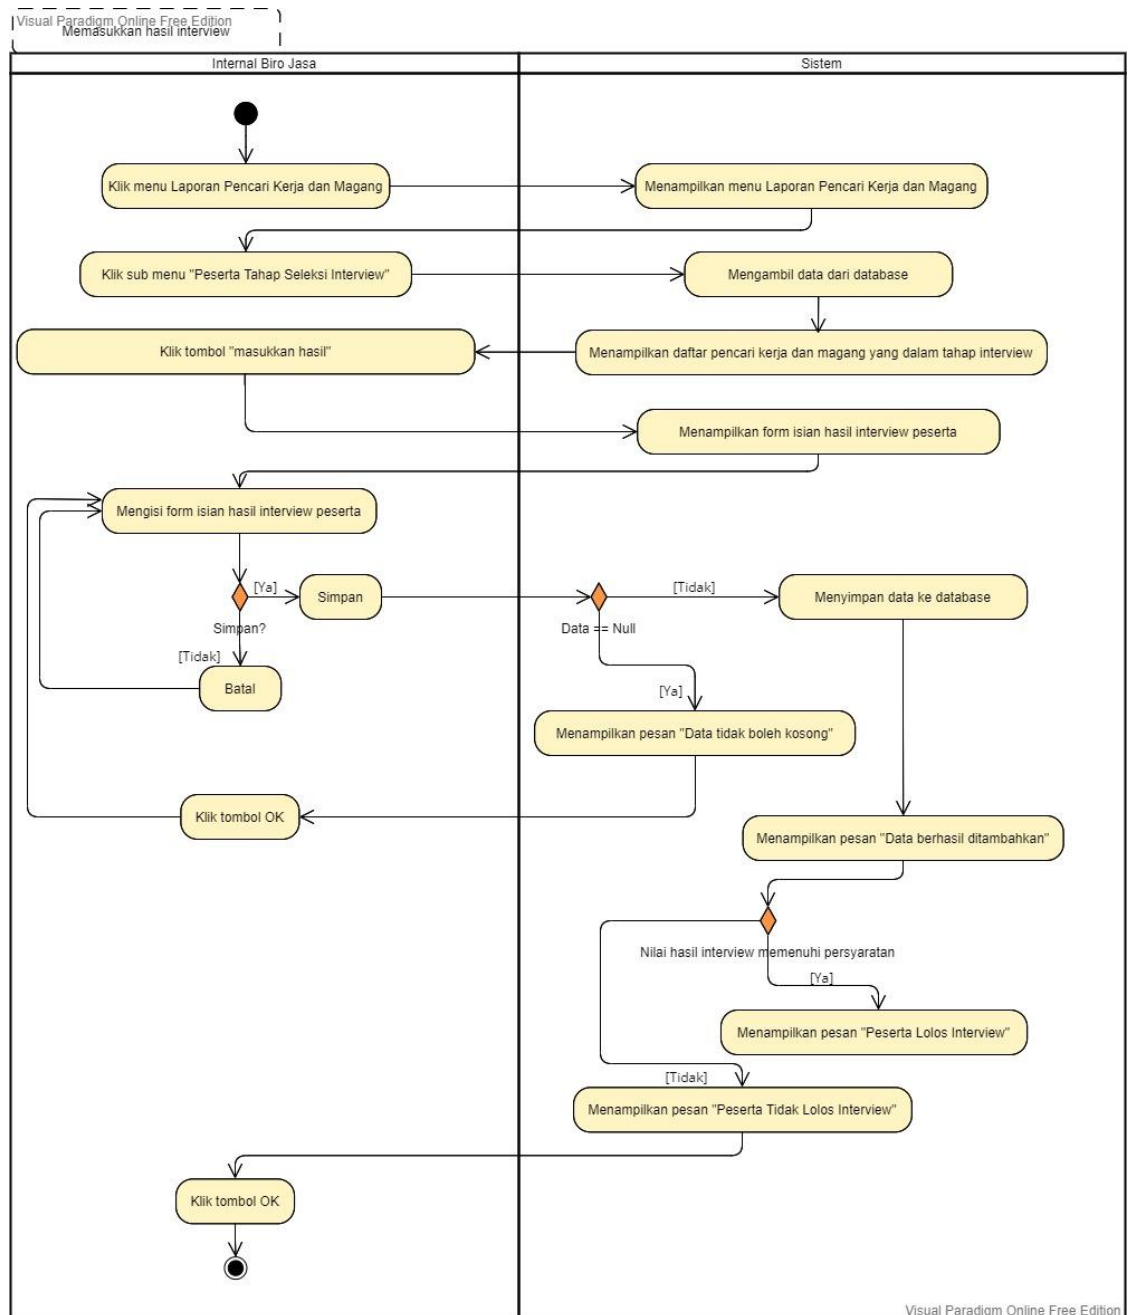 Visual Paradigm Online Free Edition
Memasukkan hasil interview
Internal Biro Jasa
Sistem
Klik menu Laporan Pencari Kerja dan Magang
Menampilkan menu Laporan Pencari Kerja dan Magang
Klik sub menu "Peserta Tahap Seleksi Interview"
Mengambil data dari database
Klik tombol "masukkan hasil"
Menampilkan daftar pencari kerja dan magang yang dalam tahap interview
Menampilkan form isian hasil interview peserta
Mengisi form isian hasil interview peserta
[Ya]
Simpan
[Tidak]
Menyimpan data ke database
Simpan?
Data == Null
[Tidak]
Batal
[Ya]
Menampilkan pesan "Data tidak boleh kosong"
Klik tombol OK
Menampilkan pesan "Data berhasil ditambahkan"
Nilai hasil interview memenuhi persyaratan
[Ya]
Menampilkan pesan "Peserta Lolos Interview"
[Tidak]
Menampilkan pesan "Peserta Tidak Lolos Interview"
Klik tombol OK
Visual Paradigm Online Free Edition